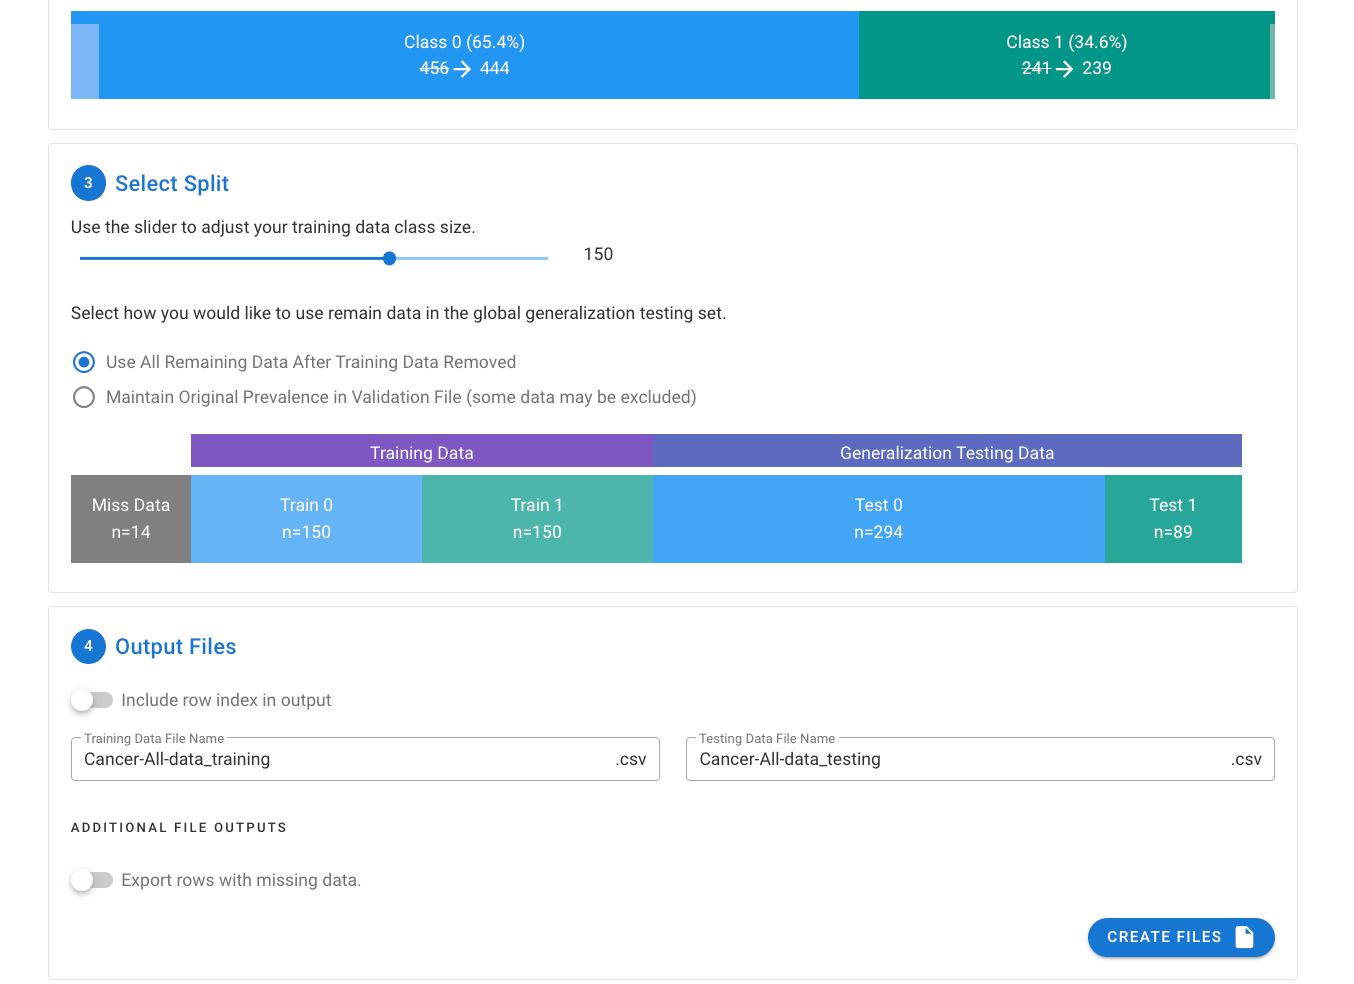 Class 0 (65.4%)
456 → 444
Class 1 (34.6%)
241 → 239
3 Select Split
Use the slider to adjust your training data class size.
150
Select how you would like to use remain data in the global generalization testing set.
Use All Remaining Data After Training Data Removed
Maintain Original Prevalence in Validation File (some data may be excluded)
Training Data
Generalization Testing Data
Miss Data
n=14
Train 0
n=150
Train 1
n=150
Test 0
n=294
Test 1
n=89
4 Output Files
Include row index in output
Training Data File Name
Cancer-All-data_training .csv
Testing Data File Name
Cancer-All-data_testing .csv
ADDITIONAL FILE OUTPUTS
Export rows with missing data.
CREATE FILES